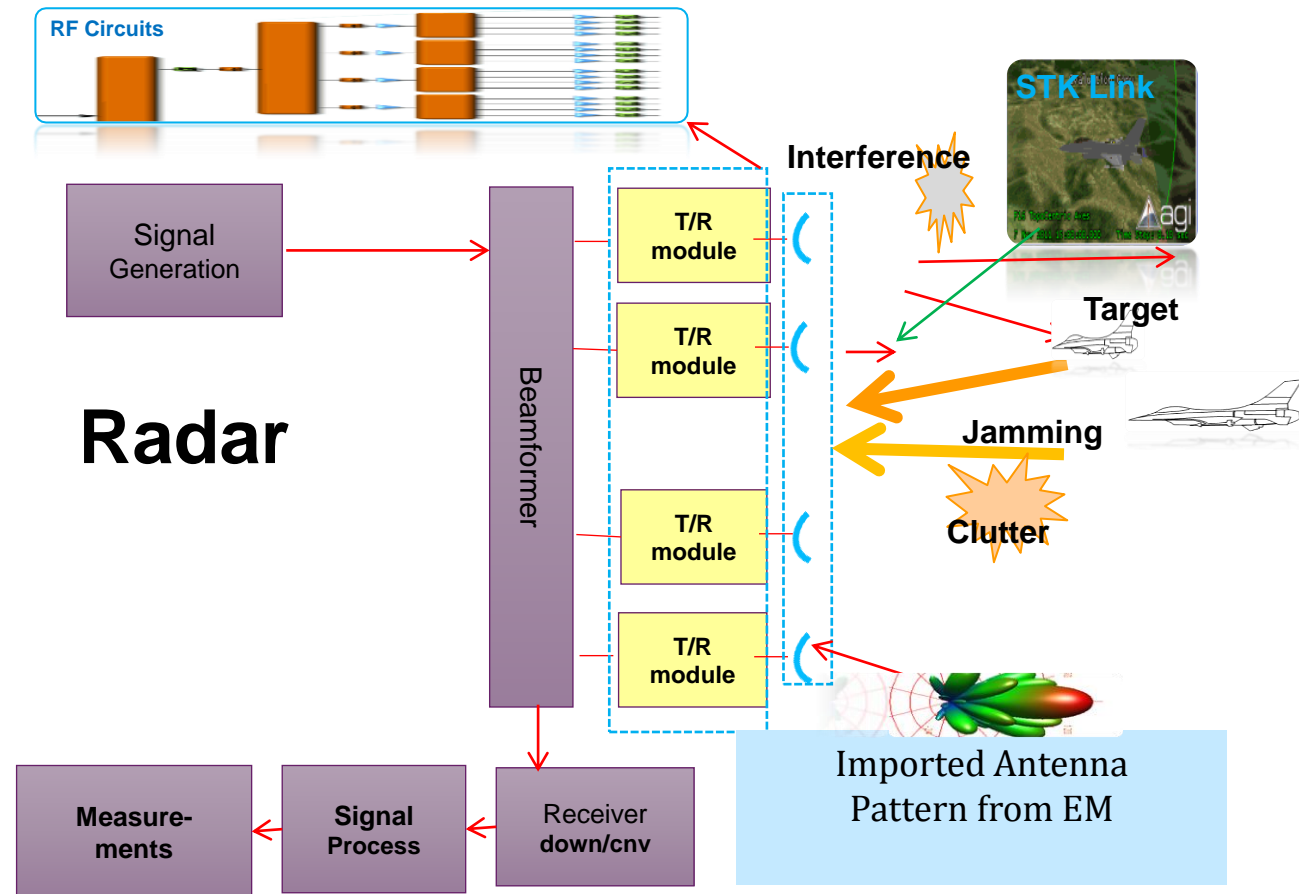 RF Circuits
STK Link
Interference
Signal
Generation
T/R
module
agi
Target
T/R
module
Beamformer
Radar
Jamming
T/R
module
Clutter
T/R
module
Imported Antenna
Pattern from EM
Measure-
ments
Signal
Process
Receiver
down/cnv